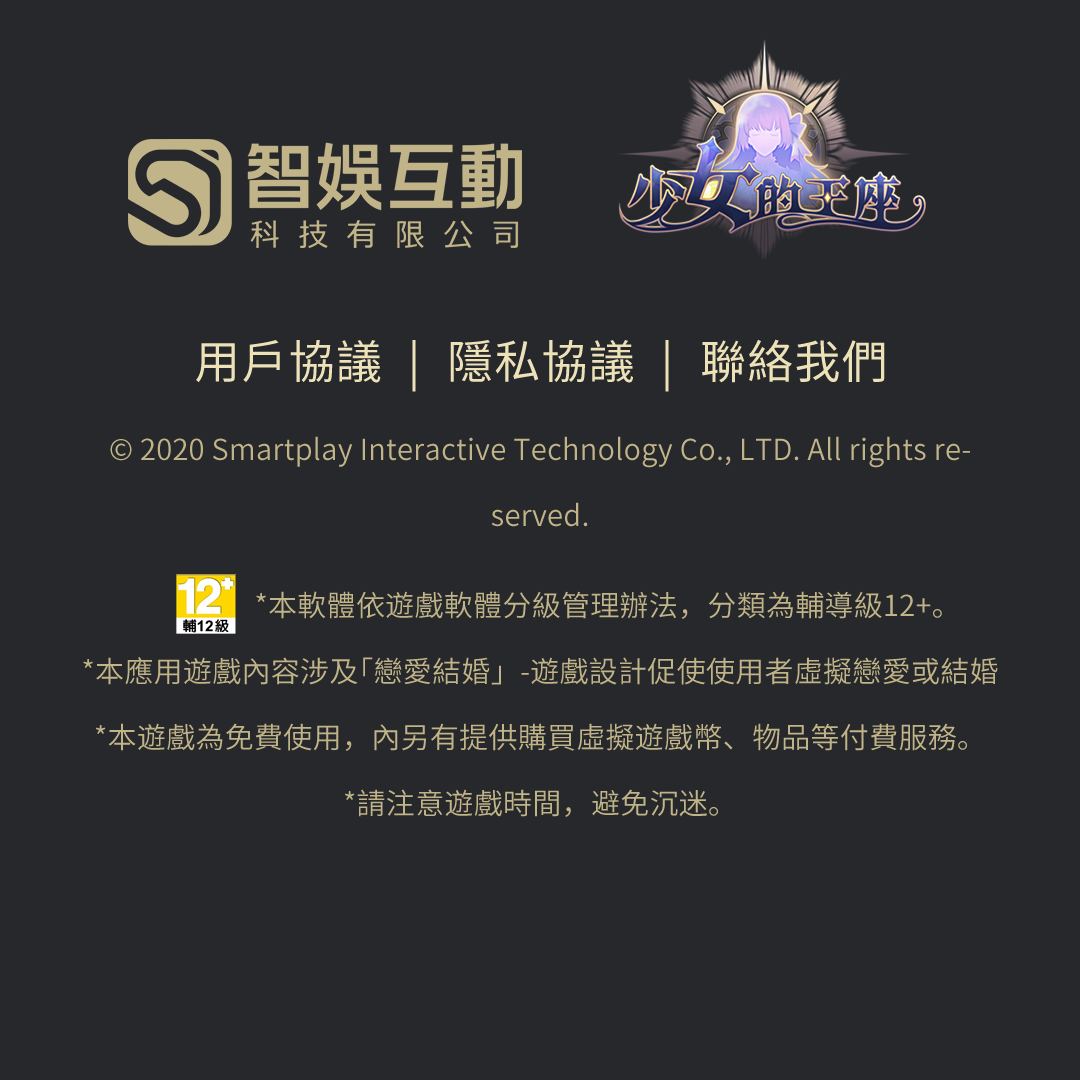 智娛互動
科技有限公司
少女的王座
用戶協議 | 隱私協議 | 聯絡我們
© 2020 Smartplay Interactive Technology Co., LTD. All rights re-
served.
12+
輔12級
*本軟體依遊戲軟體分級管理辦法，分類為輔導級12+。
*本應用遊戲內容涉及「戀愛結婚」-遊戲設計促使使用者虛擬戀愛或結婚
*本遊戲為免費使用，內另有提供購買虛擬遊戲幣、物品等付費服務。
*請注意遊戲時間，避免沉迷。